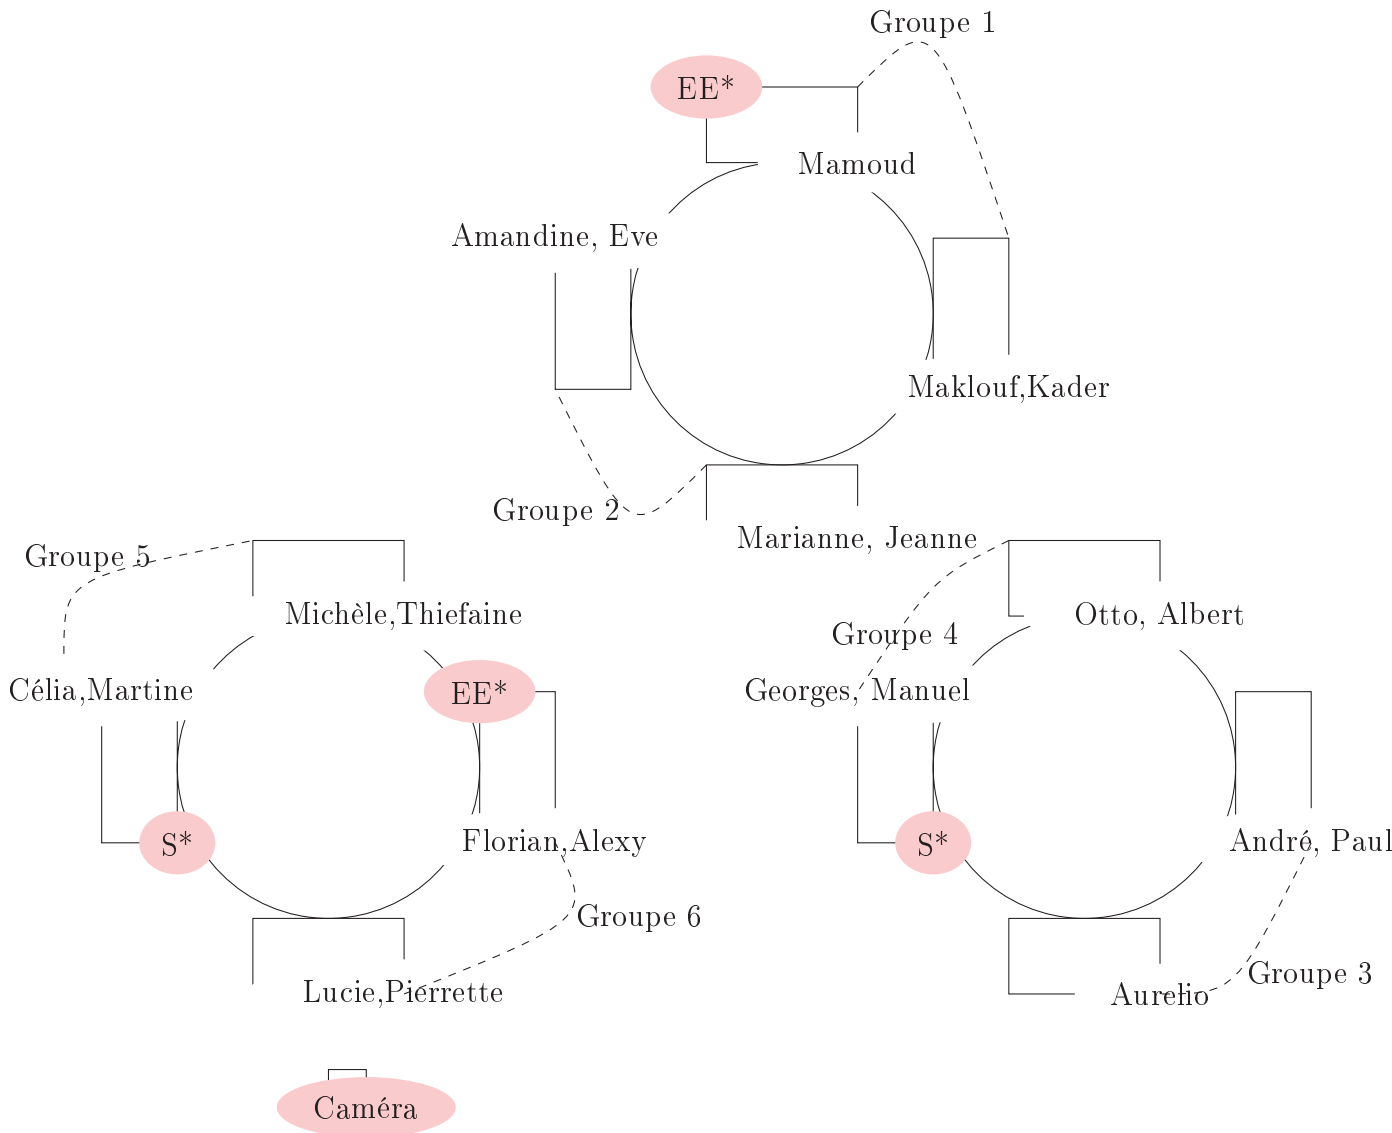 Groupe 1
EE*
Mamoud
Amandine, Eve
Maklouf,Kader
Groupe 2
Marianne, Jeanne
Groupe 5
Michèle,Thiefaine
Otto, Albert
Groupe 4
Célia,Martine
EE*
Georges, Manuel
S*
Florian,Alexy
S*
André, Paul
Groupe 6
Groupe 3
Lucie,Pierrette
Aurelio
Caméra